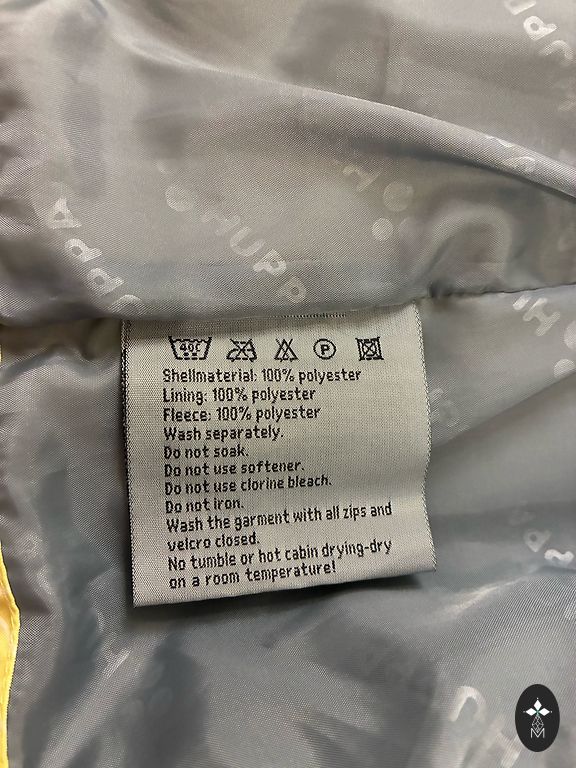 HUPPA
40C
P
Shellmaterial: 100% polyester
Lining: 100% polyester
Fleece: 100% polyester
Wash separately.
Do not soak.
Do not use softener.
Do not use clorine bleach.
Do not iron.
Wash the garment with all zips and
velcro closed.
No tumble or hot cabin drying-dry
on a room temperature!
M